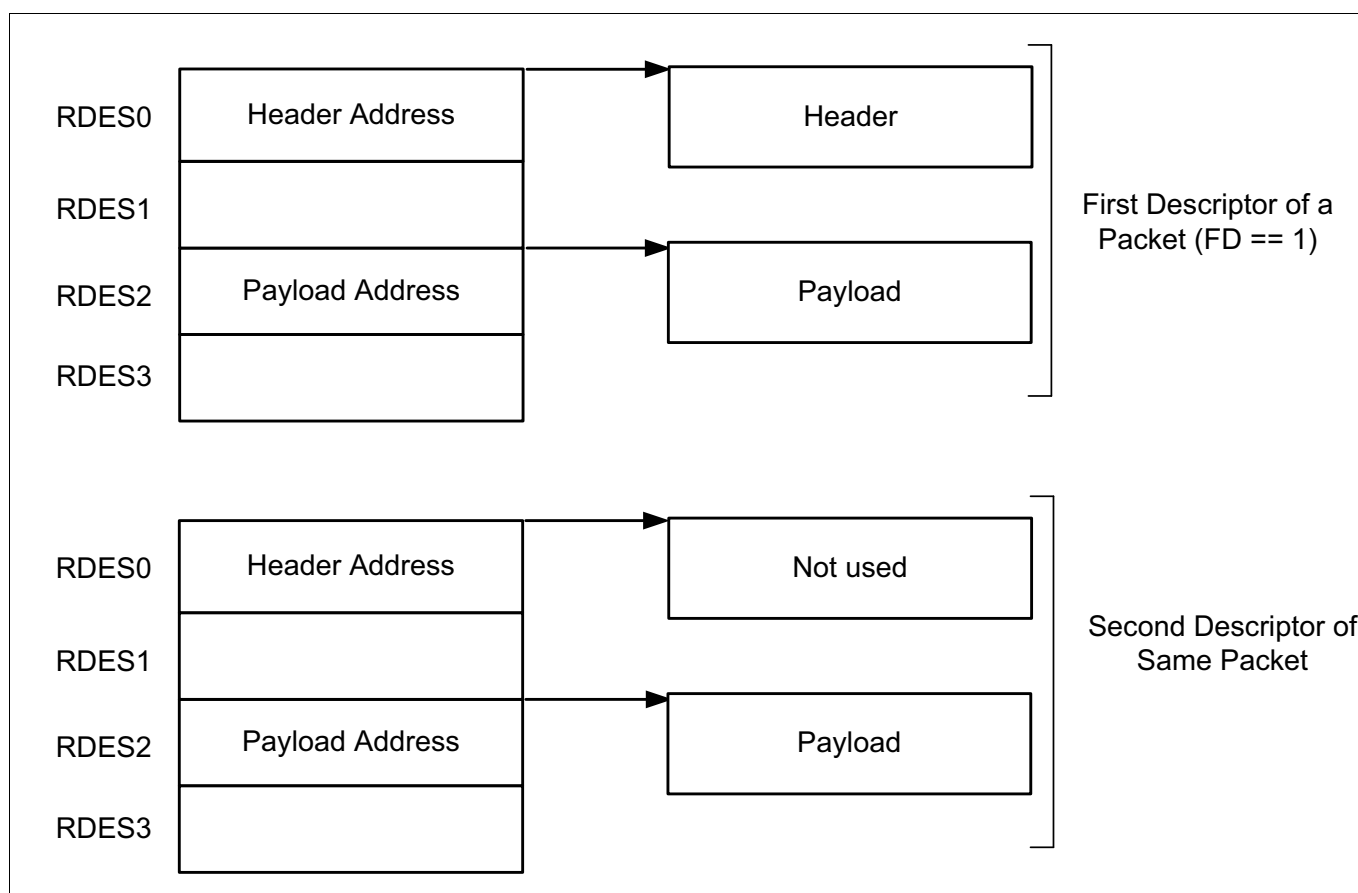 RDES0
Header Address
Header
RDES1
First Descriptor of a
Packet (FD == 1)
RDES2
Payload Address
Payload
RDES3
RDES0
Header Address
Not used
RDES1
Second Descriptor of
Same Packet
RDES2
Payload Address
Payload
RDES3